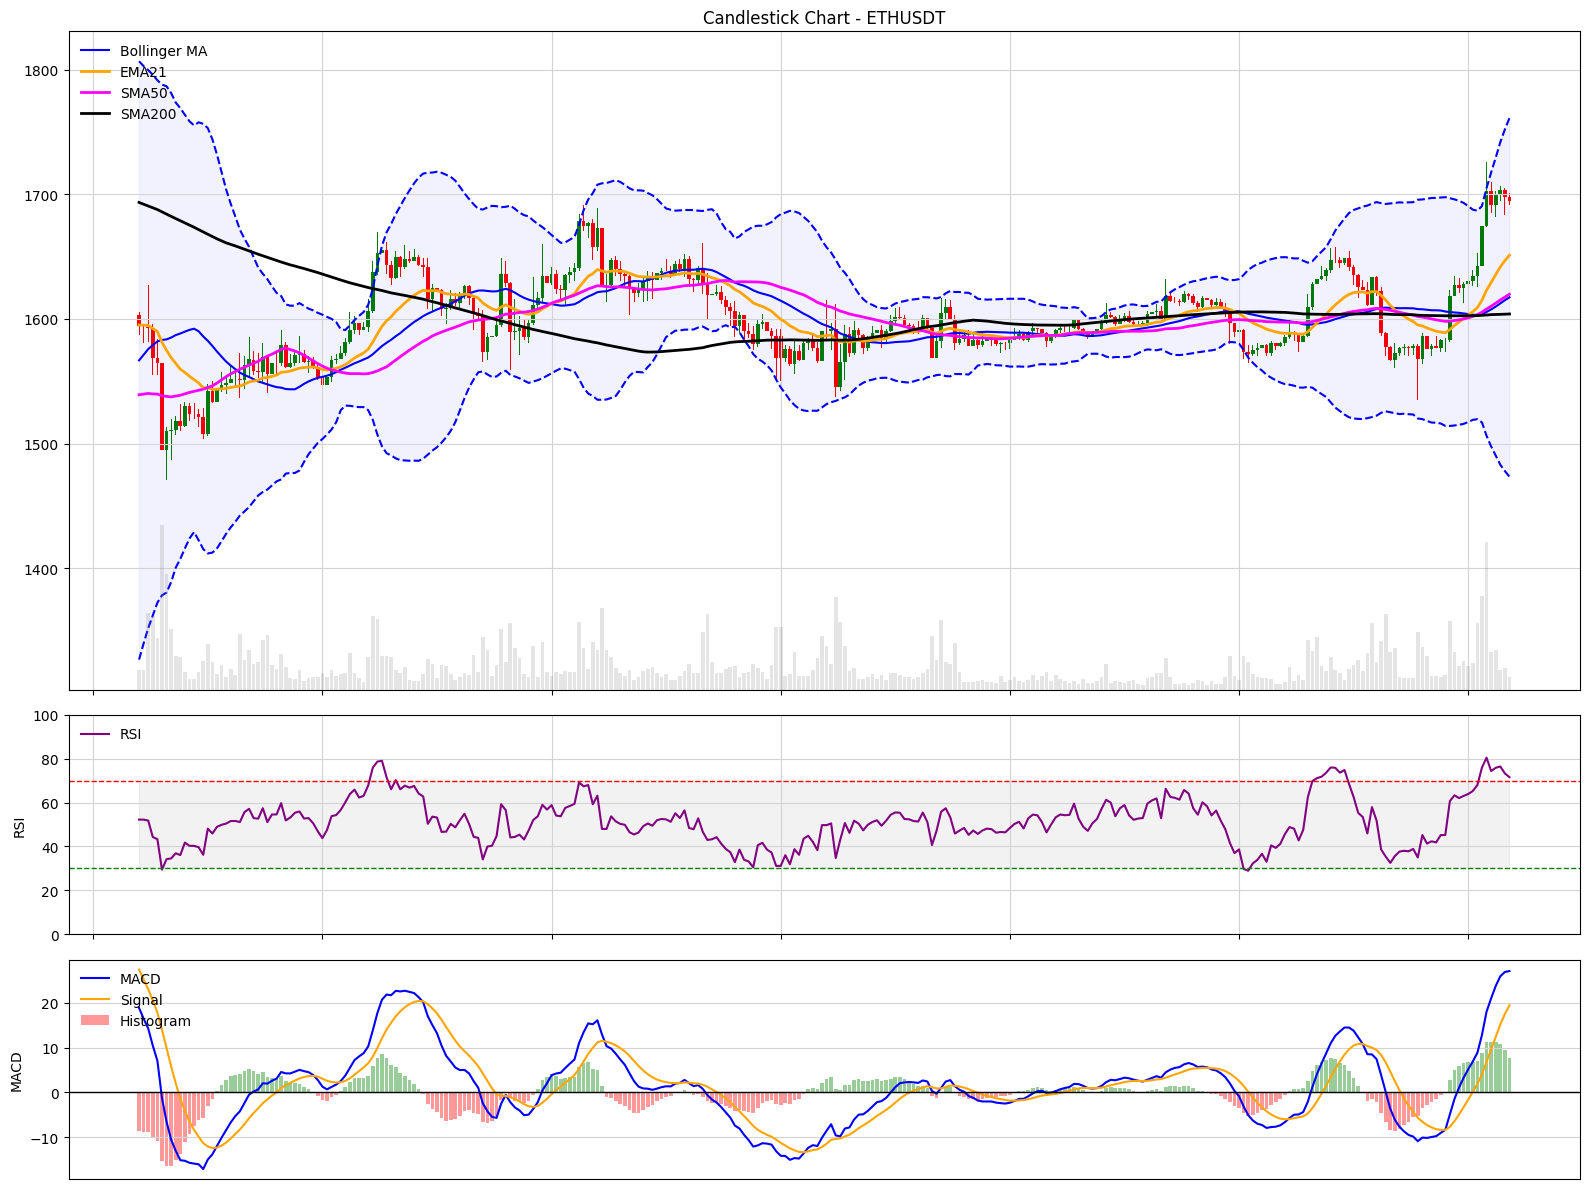 Candlestick Chart - ETHUSDT
Bollinger MA
EMA21
SMA50
SMA200
1800
1700
1600
1500
1400
RSI
100
80
60
40
20
0
RSI
MACD
Signal
Histogram
20
10
0
−10
MACD